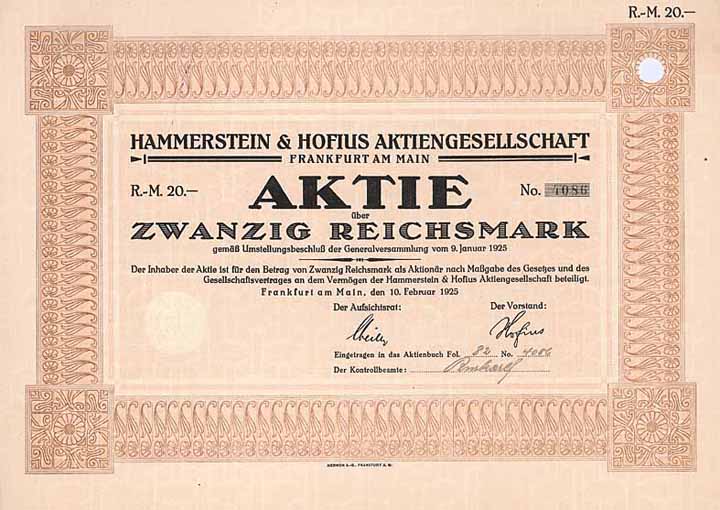 R.-M. 20.—
HAMMERSTEIN & HOFIUS AKTIENGESELLSCHAFT
FRANKFURT AM MAIN
R.-M. 20.— AKTIE No. 4086
über
ZWANZIG REICHSMARK
gemäß Umstellungsbeschluß der Generalversammlung vom 9. Januar 1925
Der Inhaber der Aktie ist für den Betrag von Zwanzig Reichsmark als Aktionär nach Maßgabe des Gesetzes und des
Gesellschaftsvertrages an dem Vermögen der Hammerstein & Hofius Aktiengesellschaft beteiligt.
Frankfurt am Main, den 10. Februar 1925
Der Aufsichtsrat: Der Vorstand:
Hofius
Eingetragen in das Aktienbuch Fol. 82 No. 4086
Der Kontrollbeamte: